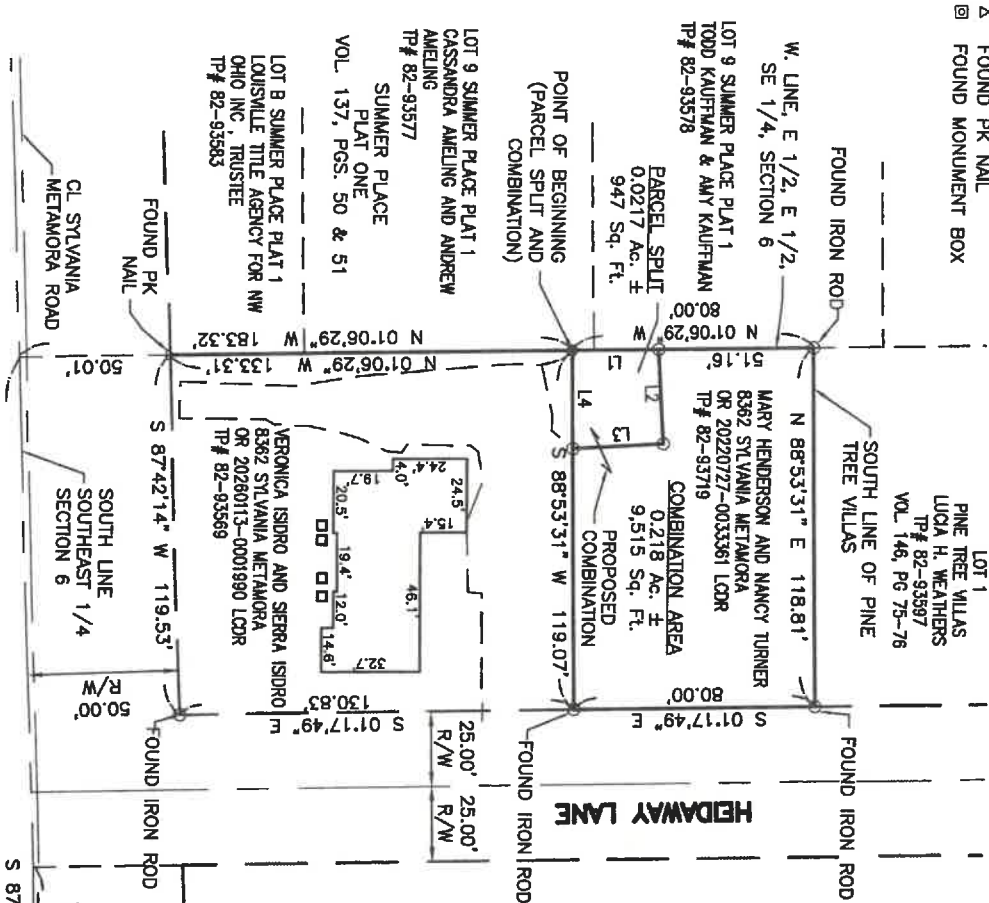 △ FOUND PK NAIL
FOUND MONUMENT BOX
LOT 1
PINE TREE VILLAS
LUCIA H. WEATHERS
TP# 82-93597
VOL. 146, PG 75-76
SOUTH LINE OF PINE
TREE VILLAS
FOUND IRON ROD
W. LINE, E 1/2, E 1/2,
SE 1/4, SECTION 6
LOT 9 SUMMER PLACE PLAT 1
TODD KAUFFMAN & AMY KAUFFMAN
TP# 82-93578
PARCEL SPLIT
0.0217 Ac. ±
947 Sq. Ft.
POINT OF BEGINNING
(PARCEL SPLIT AND
COMBINATION)
LOT 9 SUMMER PLACE PLAT 1
CASSANDRA AMELING AND ANDREW
AMELING
TP# 82-93577
SUMMER PLACE
PLAT ONE
VOL. 137, PGS. 50 & 51
LOT B SUMMER PLACE PLAT 1
LOUISVILLE TITLE AGENCY FOR NW
OHIO INC., TRUSTEE
TP# 82-93583
FOUND PK
NAIL
CL SYLVANIA
METAMORA ROAD
N 01°06'29" W
80.00'
N 01°06'29" W
51.16'
L1
L2
L3
L4
N 88°53'31" E 118.81'
MARY HENDERSON AND NANCY TURNER
8362 SYLVANIA METAMORA
OR 20220727-0033361 LCDR
TP# 82-93719
COMBINATION AREA
0.218 Ac. ±
9,515 Sq. Ft.
PROPOSED
COMBINATION
S 88°53'31" W 119.07'
N 01°06'29" W 183.32'
N 01°06'29" W 133.31'
50.01'
24.5'
15.4'
24.4'
4.0'
19.7'
20.5'
19.4'
12.0'
14.6'
46.1'
32.7'
VERONICA ISIDRO AND SIERRA ISIDRO
8362 SYLVANIA METAMORA
OR 20260113-0001990 LCDR
TP# 82-93569
S 87°42'14" W 119.53'
SOUTH LINE
SOUTHEAST 1/4
SECTION 6
50.00'
R/W
S 01°17'49" E
80.00'
S 01°17'49" E
130.83'
25.00'
R/W
25.00'
R/W
FOUND IRON ROD
FOUND IRON ROD
FOUND IRON ROD
HEIDAWAY LANE
S 87